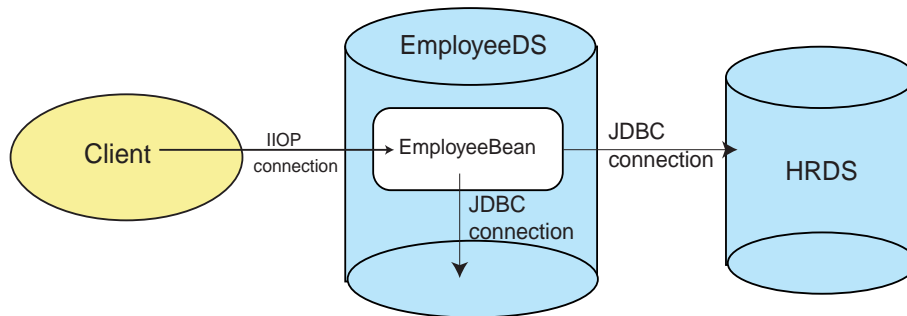 EmployeeDS
Client
IIOP
connection
EmployeeBean
JDBC
connection
JDBC
connection
HRDS